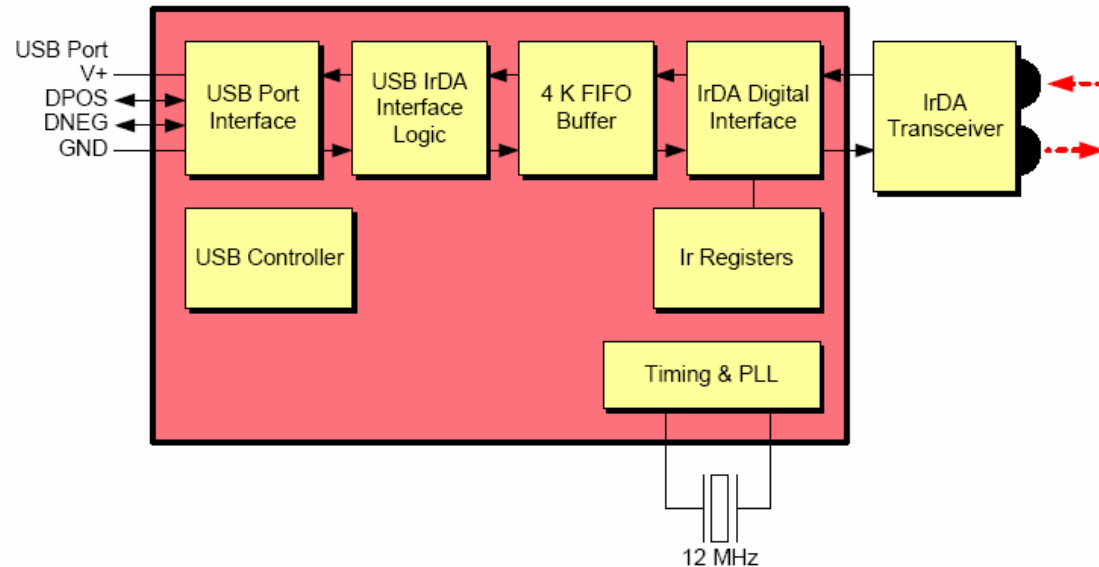 USB Port
V+
DPOS
DNEG
GND
USB Port
Interface
USB IrDA
Interface
Logic
4 K FIFO
Buffer
IrDA Digital
Interface
IrDA
Transceiver
USB Controller
Ir Registers
Timing & PLL
12 MHz